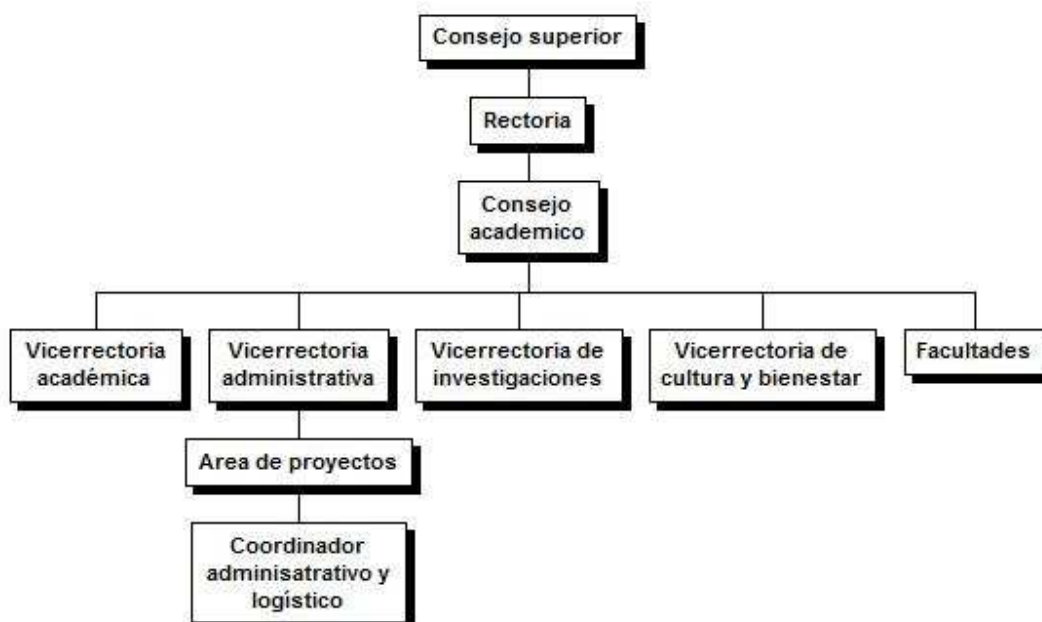 Consejo superior
Rectoria
Consejo
academico
Vicerrectoria
académica
Vicerrectoria
administrativa
Vicerrectoria de
investigaciones
Vicerrectoria de
cultura y bienestar
Facultades
Area de proyectos
Coordinador
adminisatrativo y
logístico